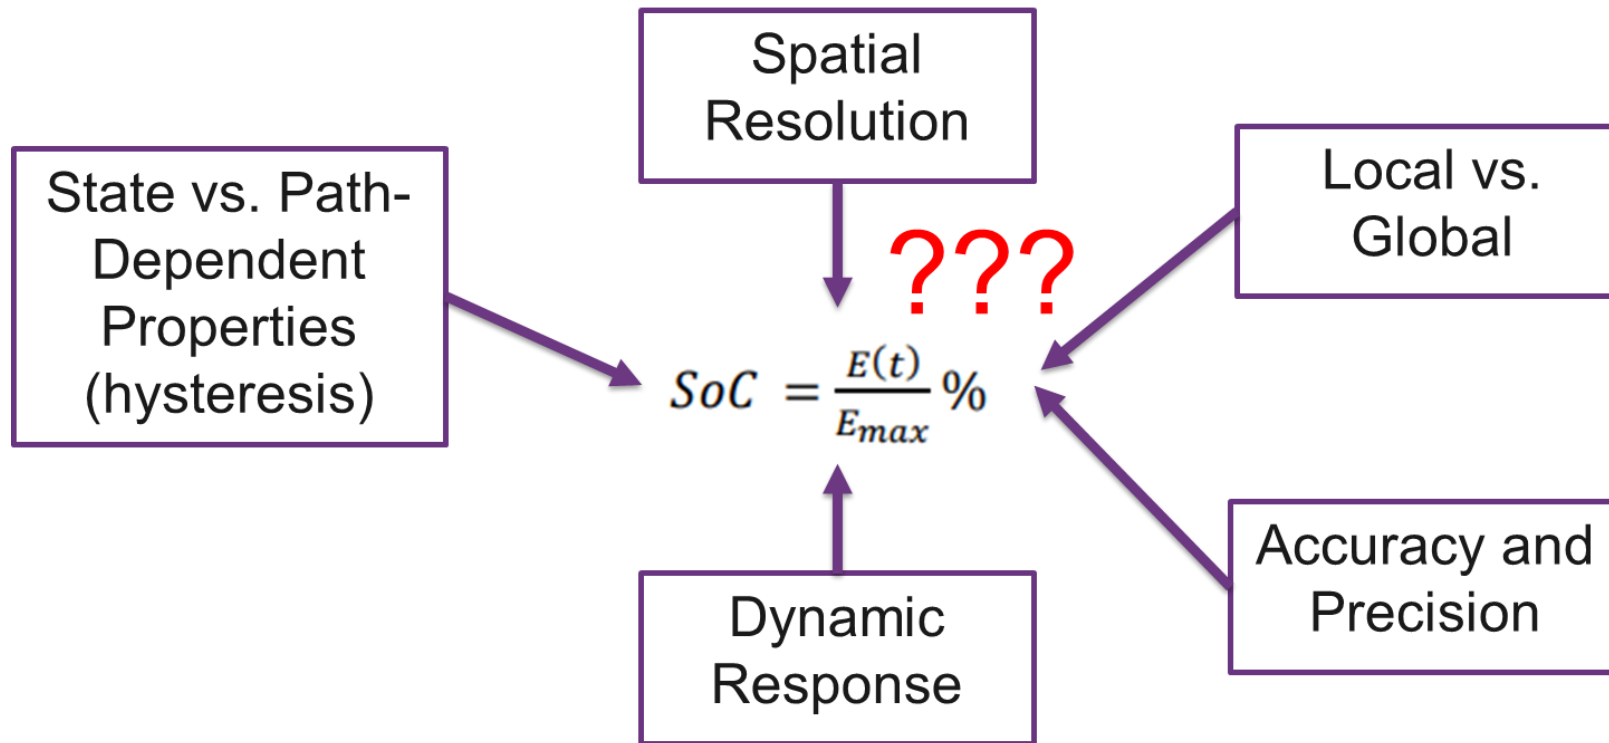 Spatial
Resolution
State vs. Path-
Dependent
Properties
(hysteresis)
Local vs.
Global
???
SoC = E(t)/Emax %
Dynamic
Response
Accuracy and
Precision